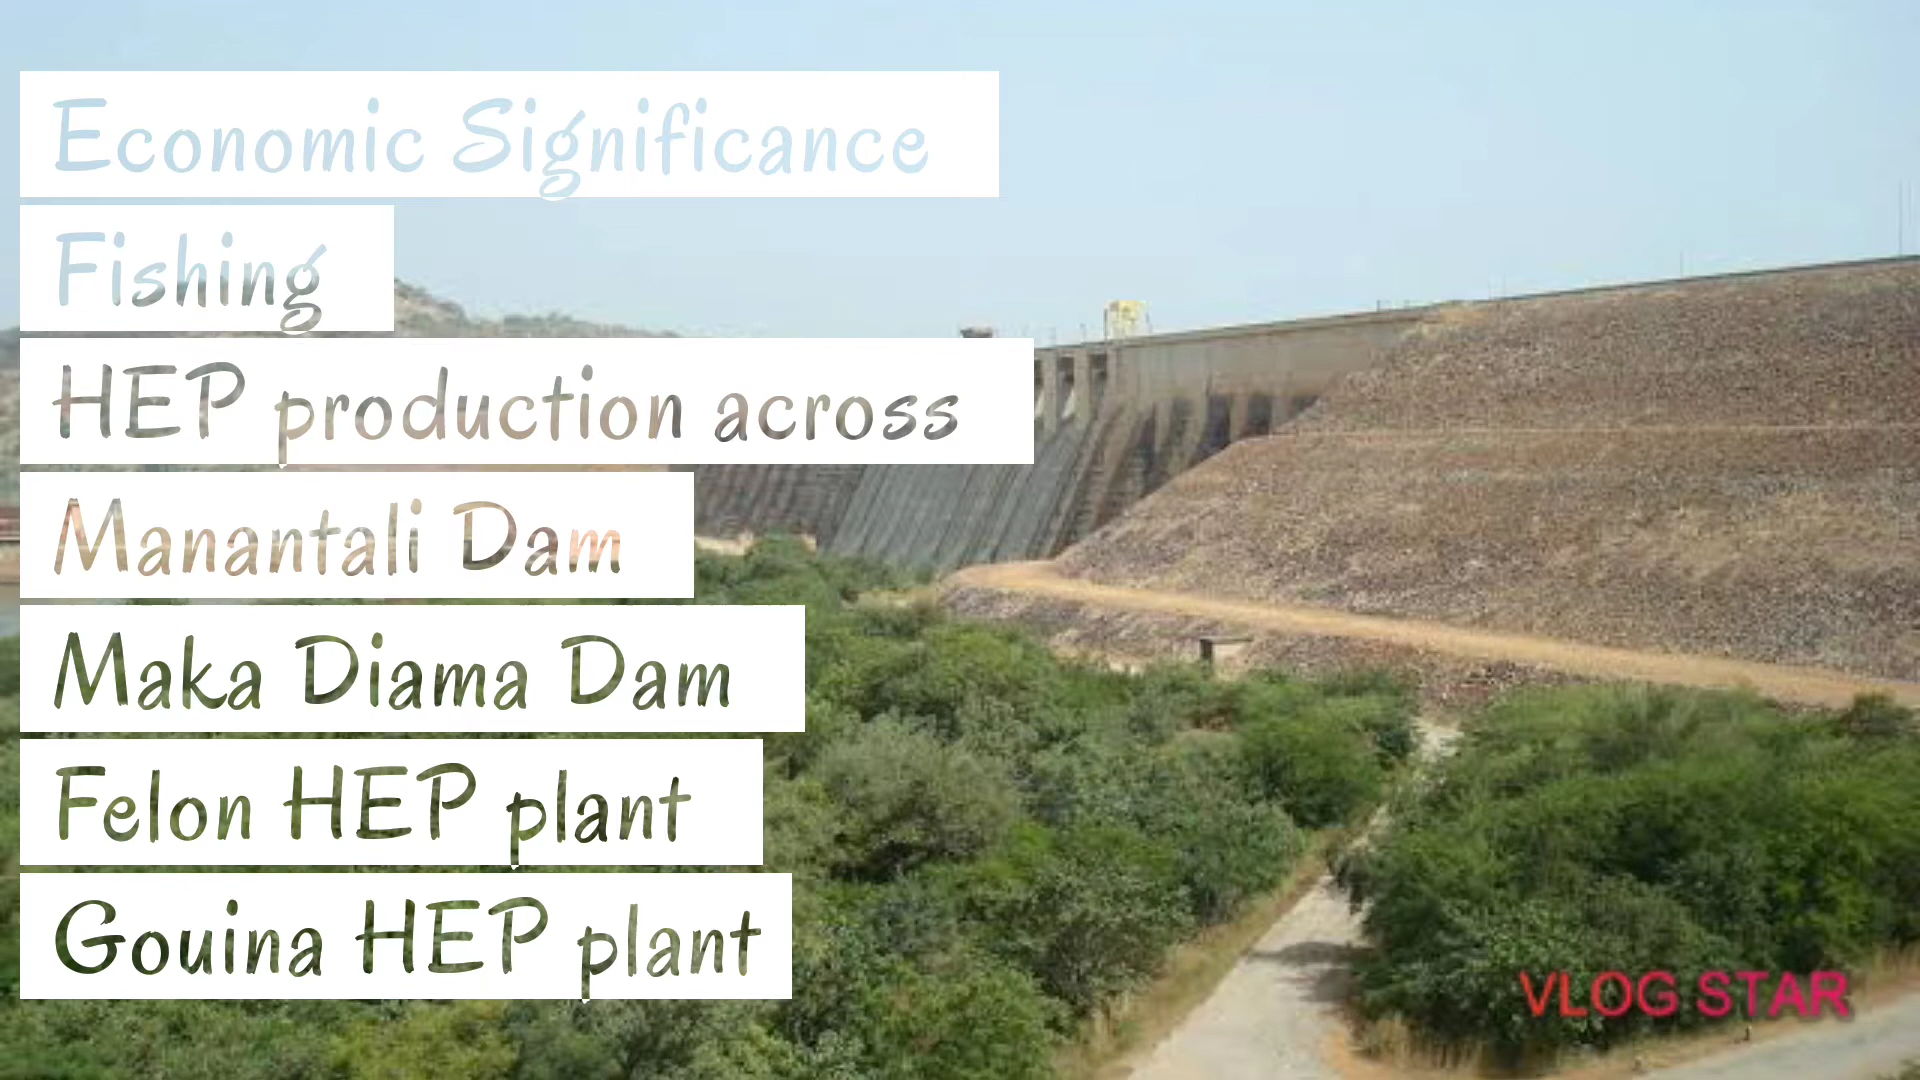 Economic Significance
Fishing
HEP production across
Manantali Dam
Maka Diama Dam
Felon HEP plant
Gouina HEP plant
VLOG STAR